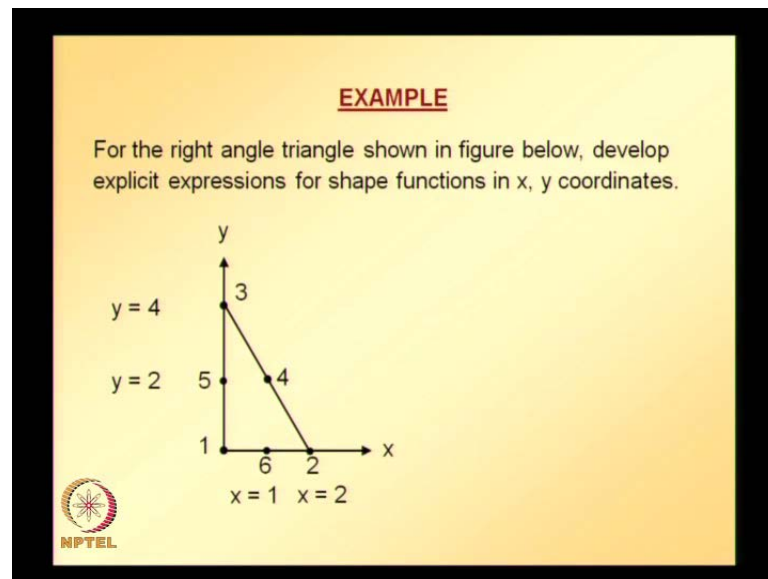 EXAMPLE
For the right angle triangle shown in figure below, develop
explicit expressions for shape functions in x, y coordinates.
y
3
y = 4
y = 2 5 4
1 x
6 2
x = 1 x = 2
NPTEL